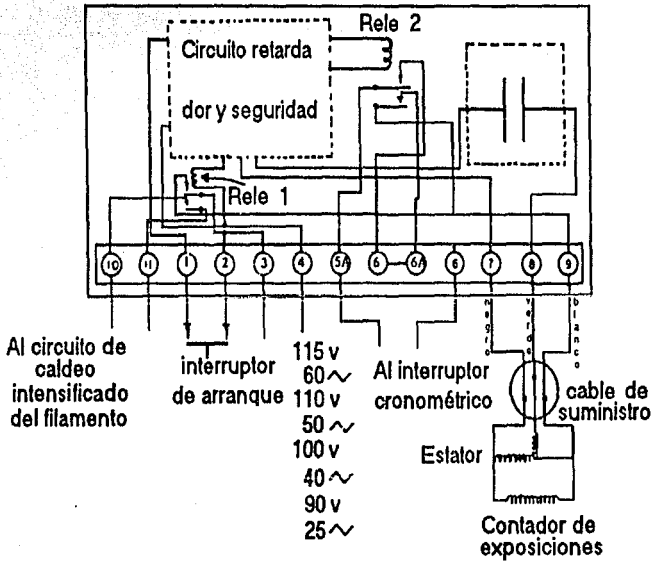 Rele 2
Circuito retarda
dor y seguridad
Rele 1
10
11
1
2
3
4
5A
6
6A
6
7
8
9
negro
verde
blanco
Al circuito de
caldeo
intensificado
del filamento
interruptor
de arranque
115 v
60 ∿
110 v
50 ∿
100 v
40 ∿
90 v
25 ∿
Al interruptor
cronométrico
cable de
suministro
Estator
Contador de
exposiciones